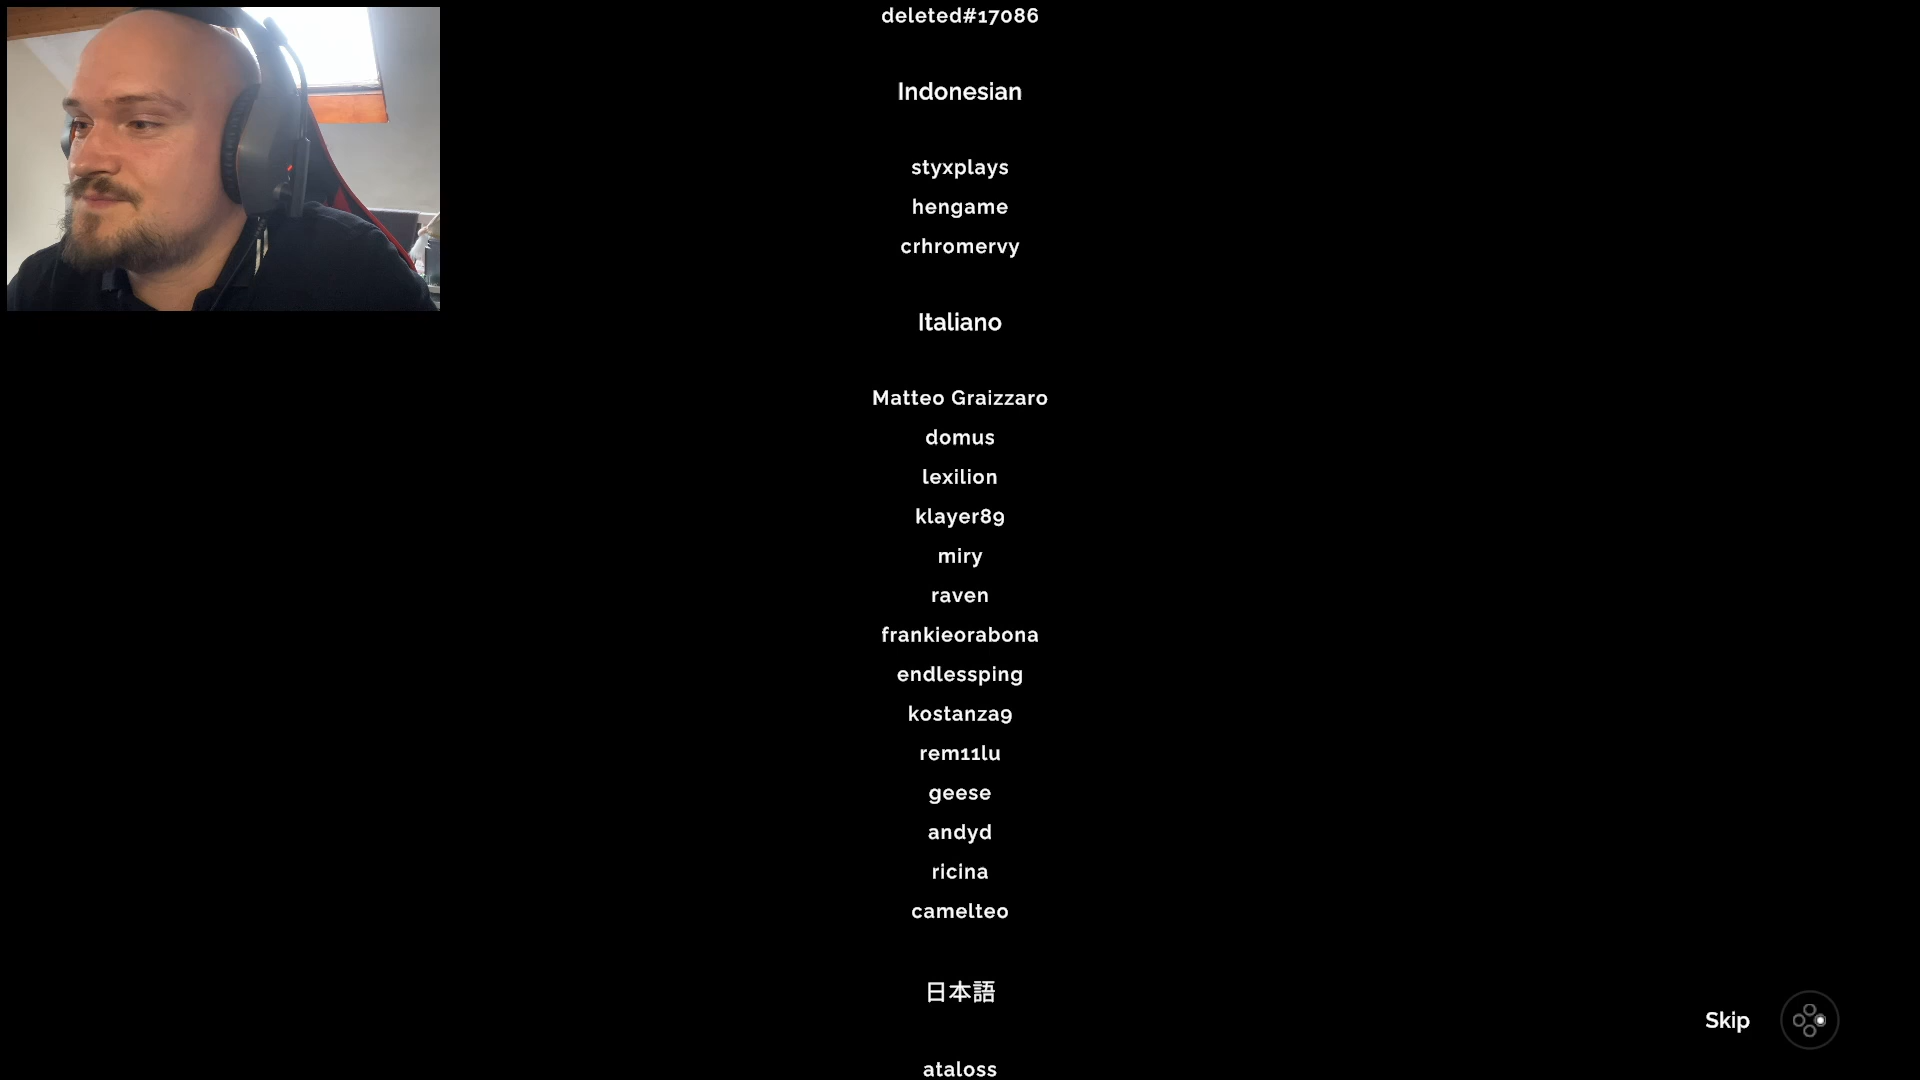 deleted#17086
Indonesian
styxplays
hengame
crhromervy
Italiano
Matteo Graizzaro
domus
lexilion
klayer89
miry
raven
frankieorabona
endlessping
kostanza9
rem11lu
geese
andyd
ricina
camelteo
日本語
Skip
ataloss